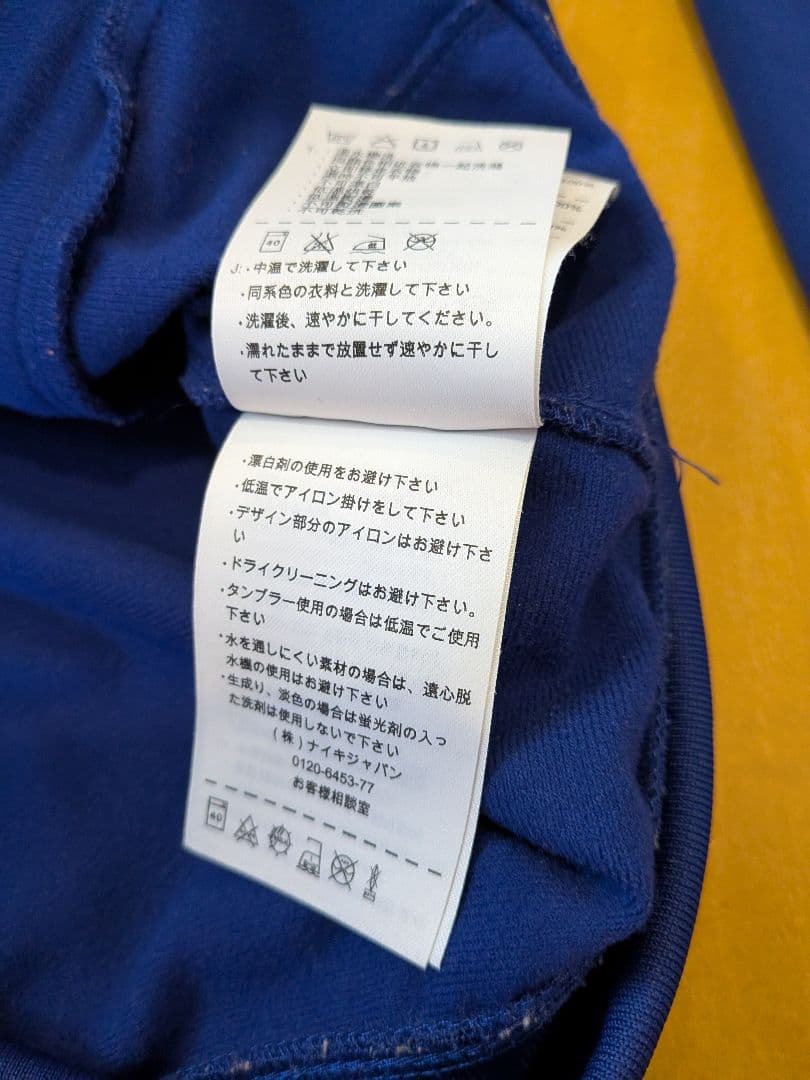 40
J: ・中温で洗濯して下さい
・同系色の衣料と洗濯して下さい
・洗濯後、速やかに干してください。
・濡れたままで放置せず速やかに干し
て下さい
・漂白剤の使用をお避け下さい
・低温でアイロン掛けをして下さい
・デザイン部分のアイロンはお避け下さ
い
・ドライクリーニングはお避け下さい。
・タンブラー使用の場合は低温でご使用
下さい
・水を通しにくい素材の場合は、遠心脱
水機の使用はお避け下さい
・生成り、淡色の場合は蛍光剤の入っ
た洗剤は使用しないで下さい
(株)ナイキジャパン
0120-6453-77
お客様相談室
40